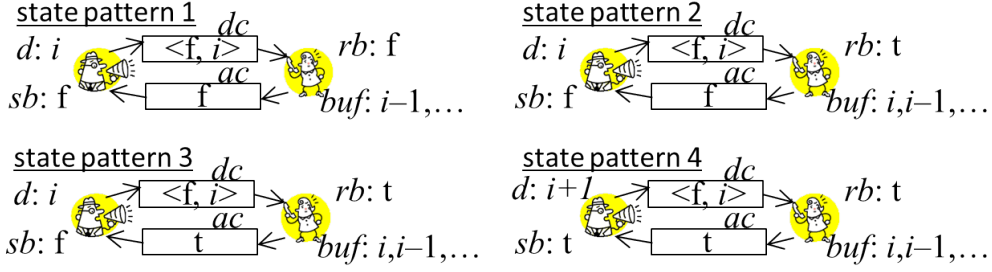 state pattern 1
dc
d: i
<f, i>
rb: f
ac
sb: f
f
buf: i–1,…
state pattern 2
dc
d: i
<f, i>
rb: t
ac
sb: f
f
buf: i,i–1,…
state pattern 3
dc
d: i
<f, i>
rb: t
ac
sb: f
t
buf: i,i–1,…
state pattern 4
dc
d: i+1
<f, i>
rb: t
ac
sb: t
t
buf: i,i–1,…